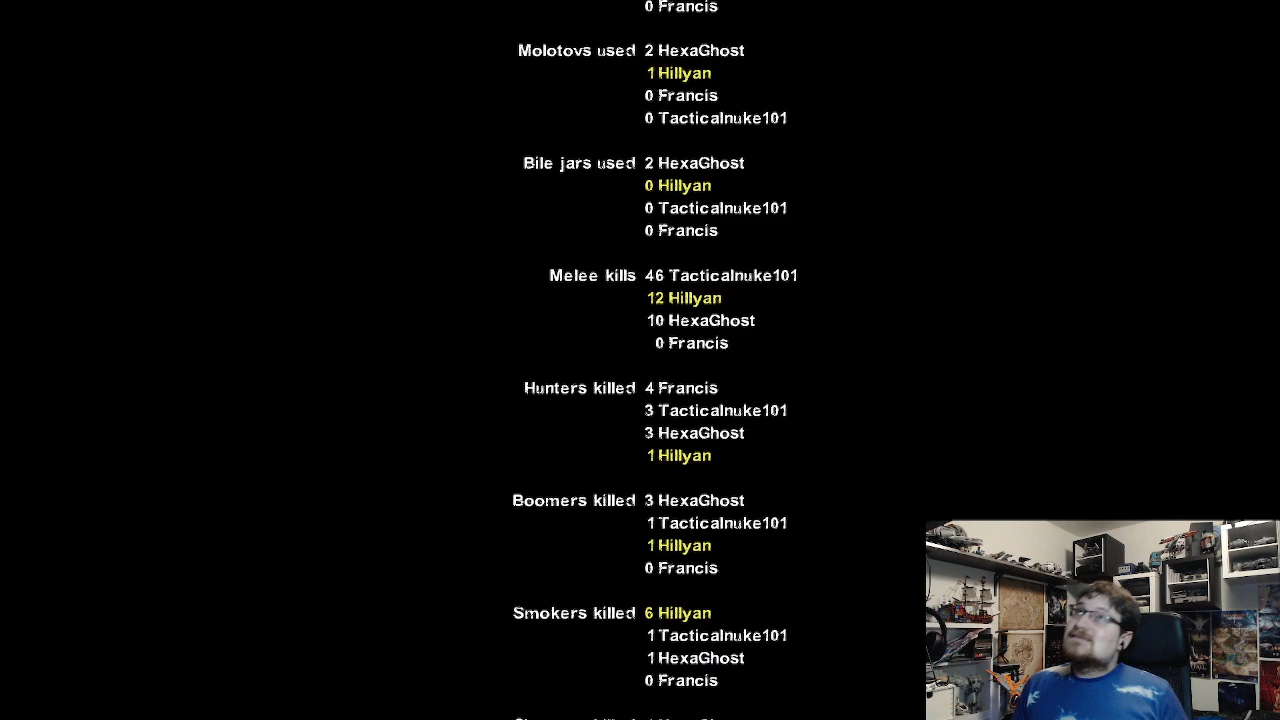 0 Francis
Molotovs used 2 HexaGhost
1 Hillyan
0 Francis
0 Tacticalnuke101
Bile jars used 2 HexaGhost
0 Hillyan
0 Tacticalnuke101
0 Francis
Melee kills 46 Tacticalnuke101
12 Hillyan
10 HexaGhost
0 Francis
Hunters killed 4 Francis
3 Tacticalnuke101
3 HexaGhost
1 Hillyan
Boomers killed 3 HexaGhost
1 Tacticalnuke101
1 Hillyan
0 Francis
Smokers killed 6 Hillyan
1 Tacticalnuke101
1 HexaGhost
0 Francis